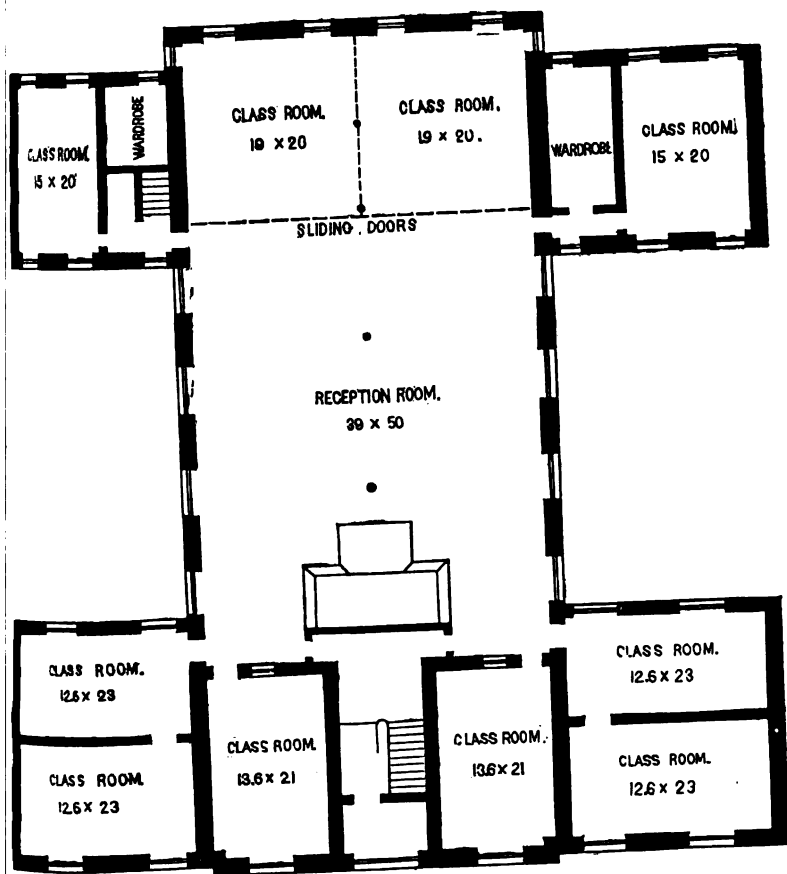 CLASS ROOM.
19 × 20
CLASS ROOM.
19 × 20.
WARDROBE
CLASS ROOM.
15 × 20
WARDROBE
CLASS ROOM.
15 × 20
SLIDING . DOORS
RECEPTION ROOM.
39 × 50
CLASS ROOM.
12.6 × 23
CLASS ROOM.
12.6 × 23
CLASS ROOM.
13.6 × 21
CLASS ROOM.
13.6 × 21
CLASS ROOM.
12.6 × 23
CLASS ROOM.
12.6 × 23